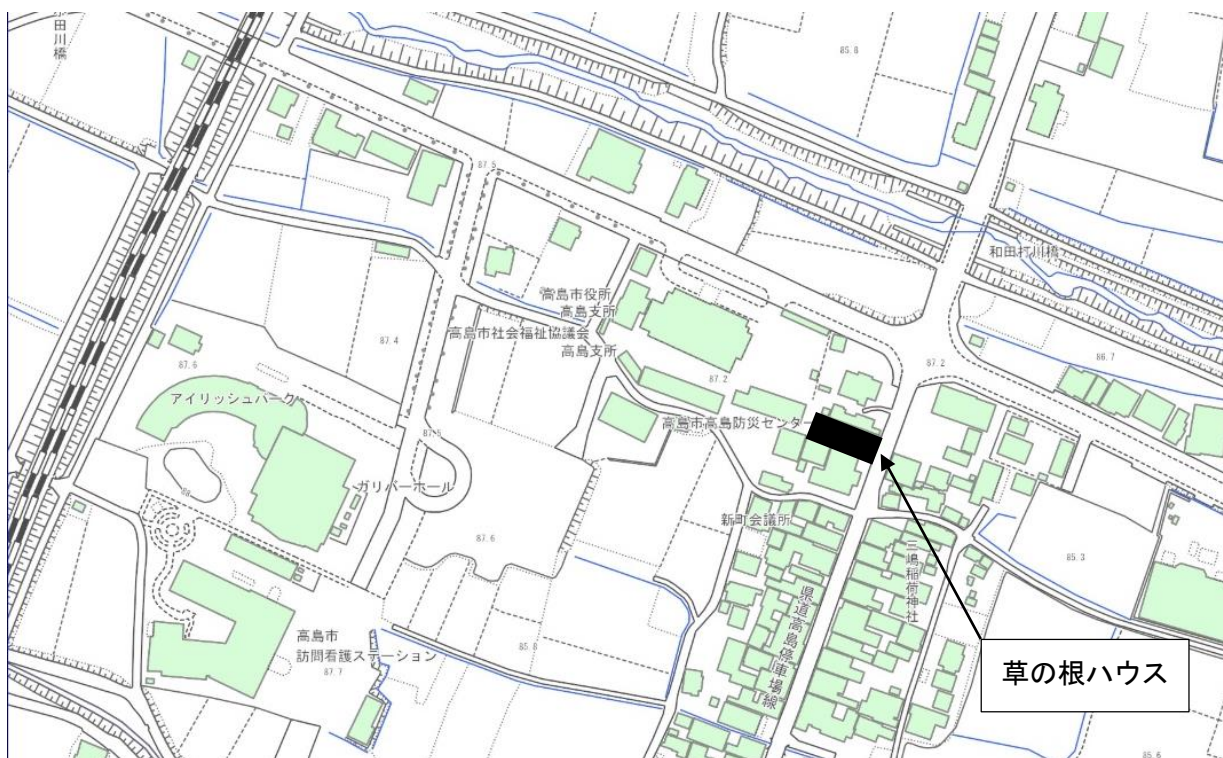 田川橋
85.8
87.5
和田打川橋
高島市役所
高島支所
高島市社会福祉協議会
高島支所
87.4
87.6
87.2
87.2
86.7
アイリッシュパーク
高島市高島防災センター
87.5
ガリバーホール
88
新町会議所
87.6
85.3
三嶋稲荷神社
県道高島停車場線
高島市
訪問看護ステーション
87.7
85.8
草の根ハウス
85.6